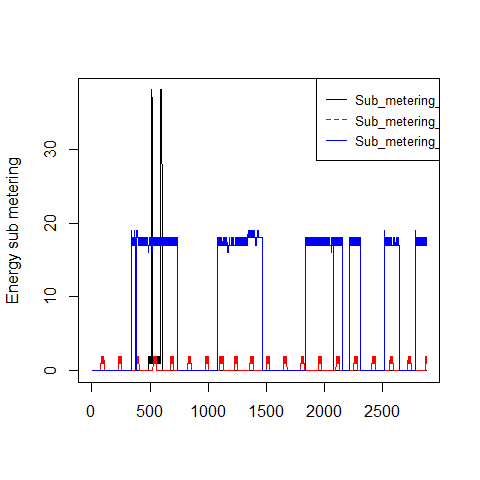 Energy sub metering
30
20
10
0
0 500 1000 1500 2000 2500
Sub_metering_
Sub_metering_
Sub_metering_